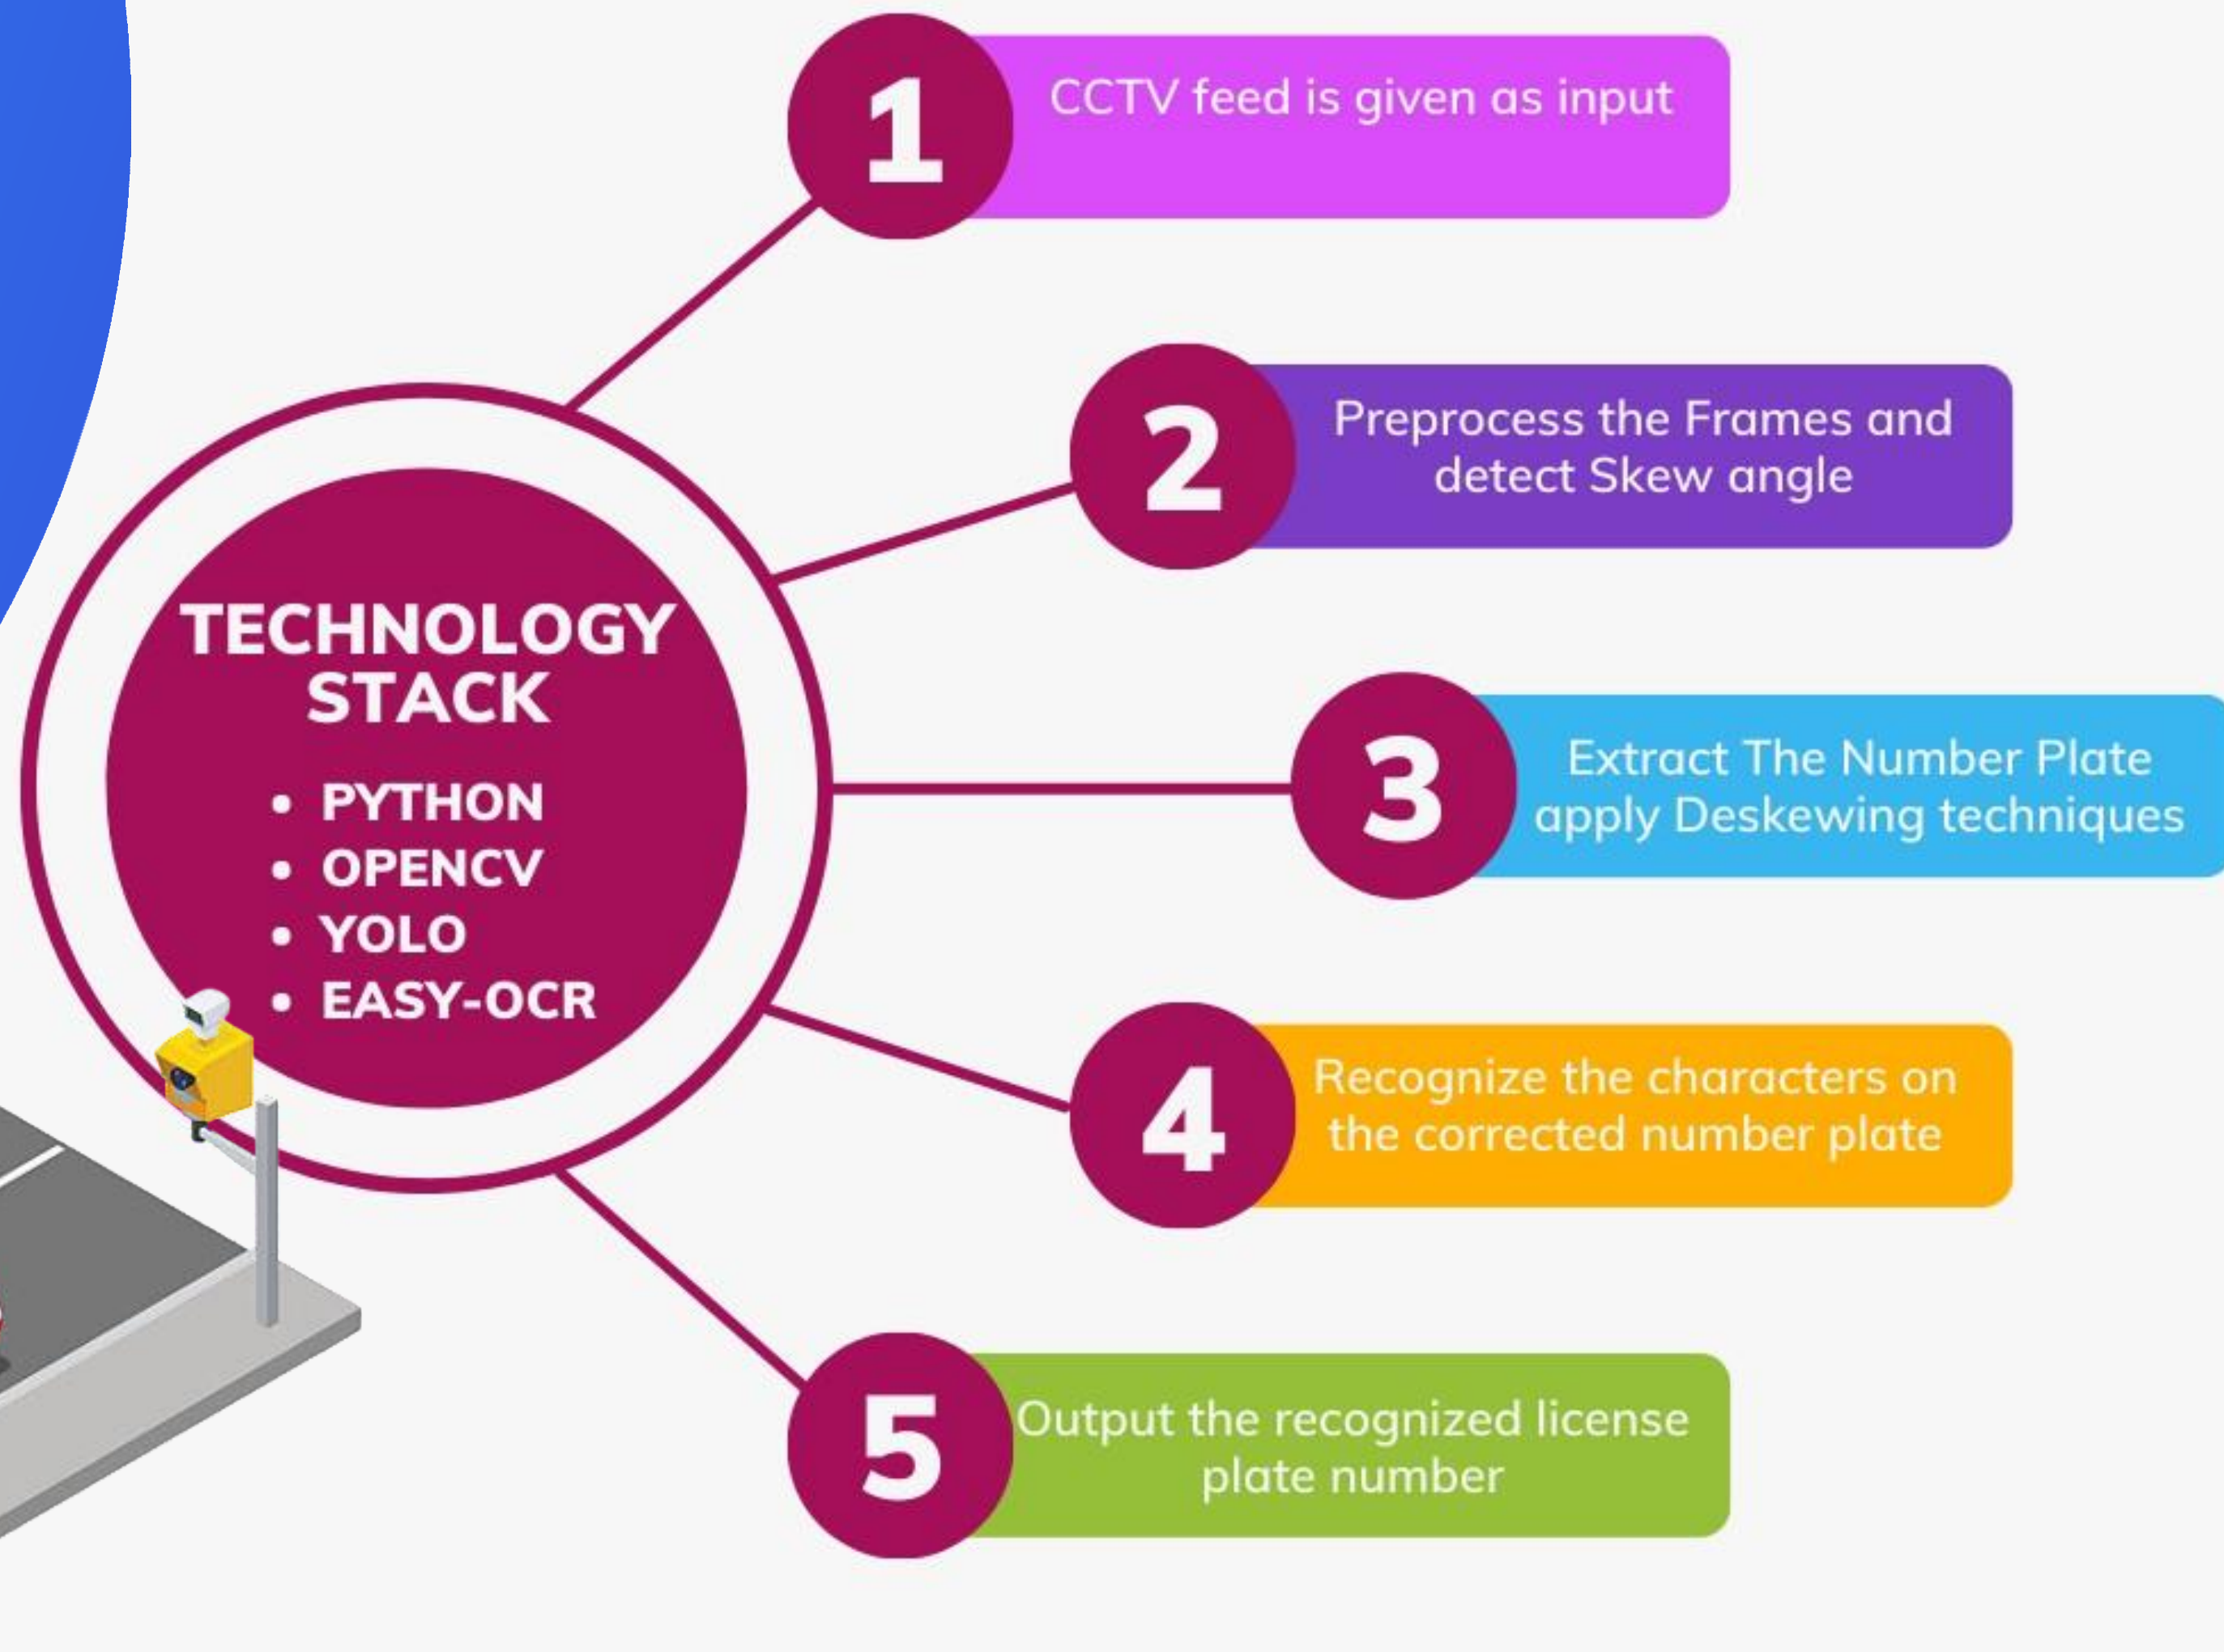 1
CCTV feed is given as input
2
Preprocess the Frames and
detect Skew angle
TECHNOLOGY
STACK
• PYTHON
• OPENCV
• YOLO
• EASY-OCR
3
Extract The Number Plate
apply Deskewing techniques
4
Recognize the characters on
the corrected number plate
5
Output the recognized license
plate number